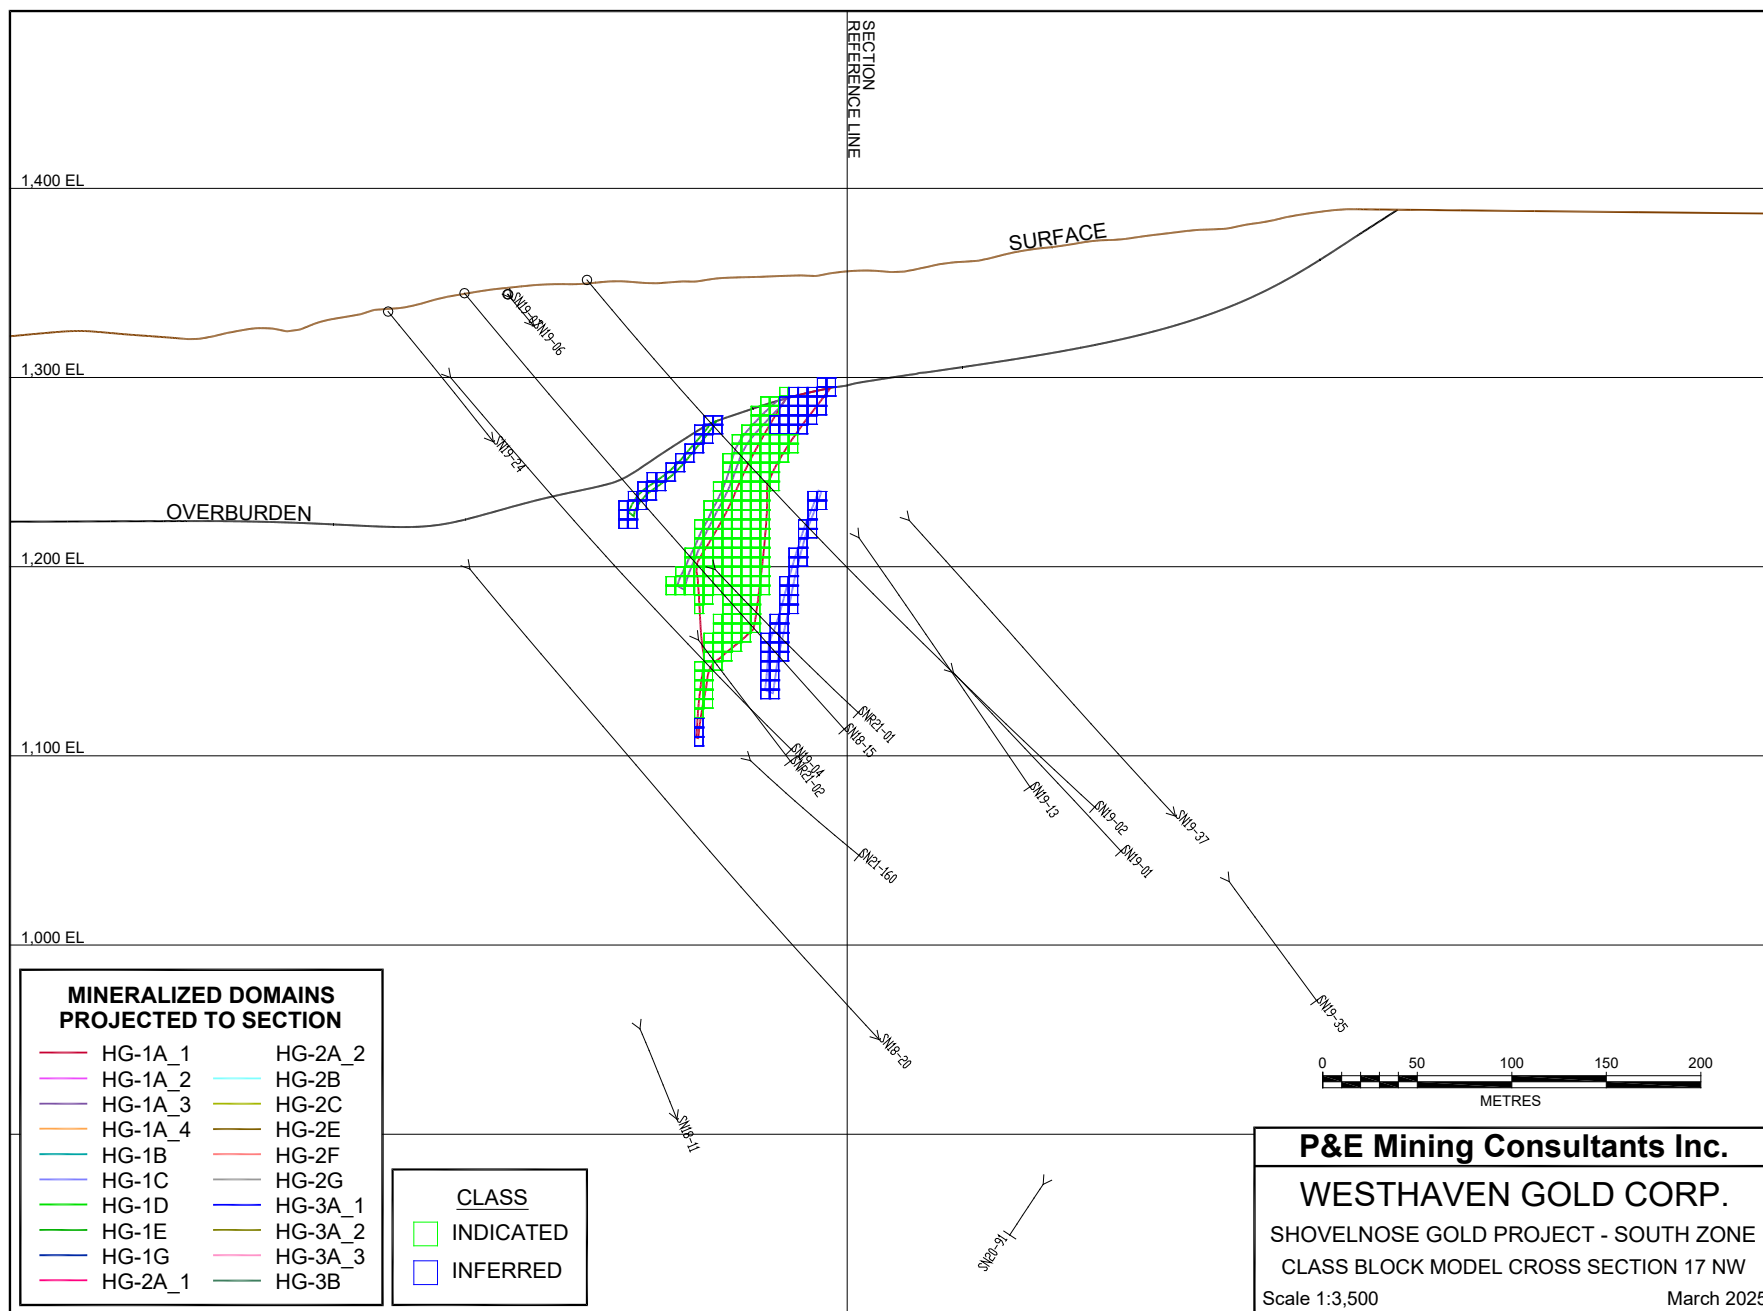 SECTION
REFERENCE LINE
1,400 EL
SURFACE
SN19-07
SN19-06
1,300 EL
SN19-24
OVERBURDEN
1,200 EL
SNR21-01
SN18-15
1,100 EL
SN19-04
SNR21-02
SN19-13
SN19-02
SN19-37
SN19-01
SN21-160
1,000 EL
SN19-35
SN18-20
SN18-11
SN20-91
MINERALIZED DOMAINS
PROJECTED TO SECTION
HG-1A_1
HG-1A_2
HG-1A_3
HG-1A_4
HG-1B
HG-1C
HG-1D
HG-1E
HG-1G
HG-2A_1
HG-2A_2
HG-2B
HG-2C
HG-2E
HG-2F
HG-2G
HG-3A_1
HG-3A_2
HG-3A_3
HG-3B
CLASS
INDICATED
INFERRED
0 50 100 150 200
METRES
P&E Mining Consultants Inc.
WESTHAVEN GOLD CORP.
SHOVELNOSE GOLD PROJECT - SOUTH ZONE
CLASS BLOCK MODEL CROSS SECTION 17 NW
Scale 1:3,500 March 2025